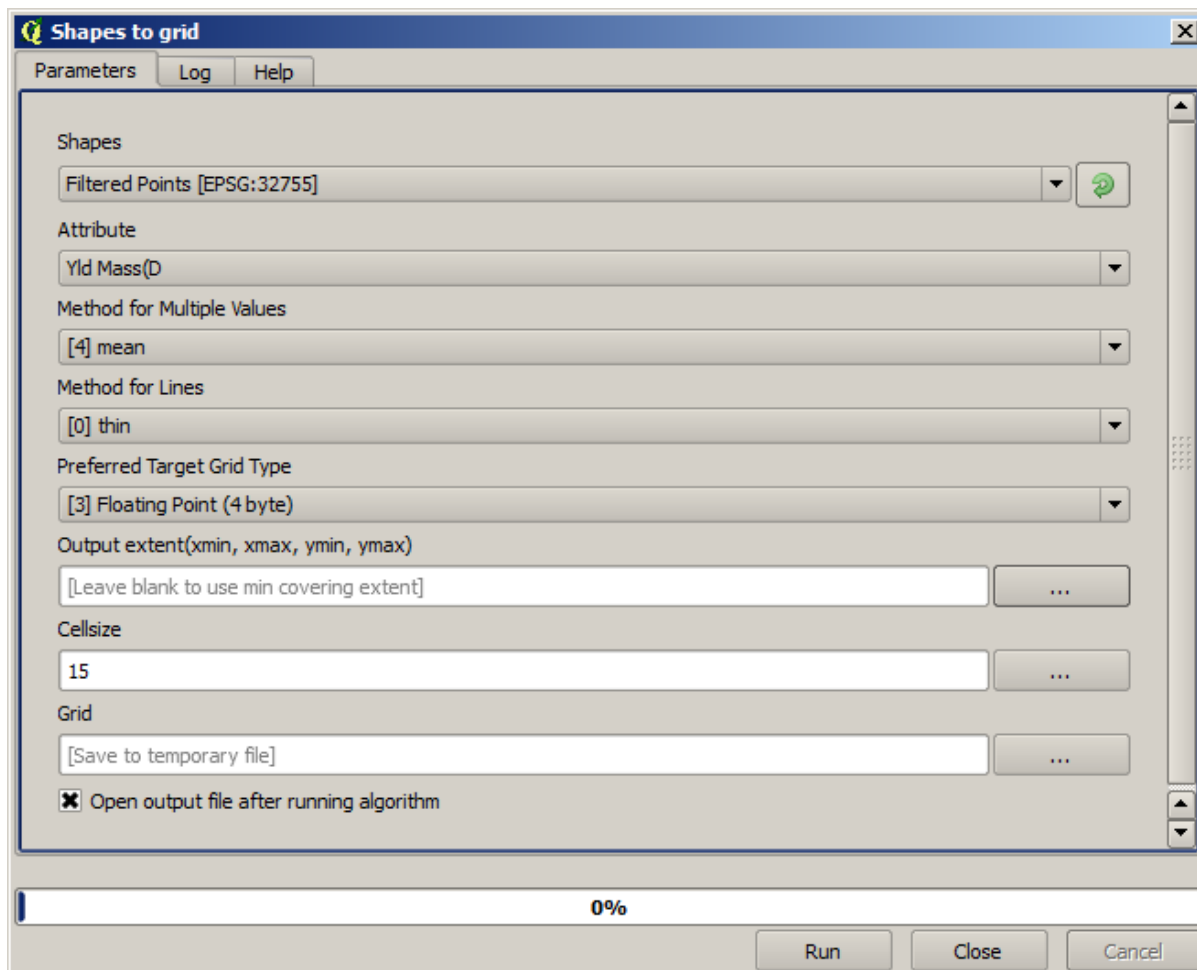 Shapes to grid
Parameters Log Help
Shapes
Filtered Points [EPSG:32755]
Attribute
Yld Mass(D
Method for Multiple Values
[4] mean
Method for Lines
[0] thin
Preferred Target Grid Type
[3] Floating Point (4 byte)
Output extent(xmin, xmax, ymin, ymax)
[Leave blank to use min covering extent]
...
Cellsize
15
...
Grid
[Save to temporary file]
...
Open output file after running algorithm
0%
Run Close Cancel